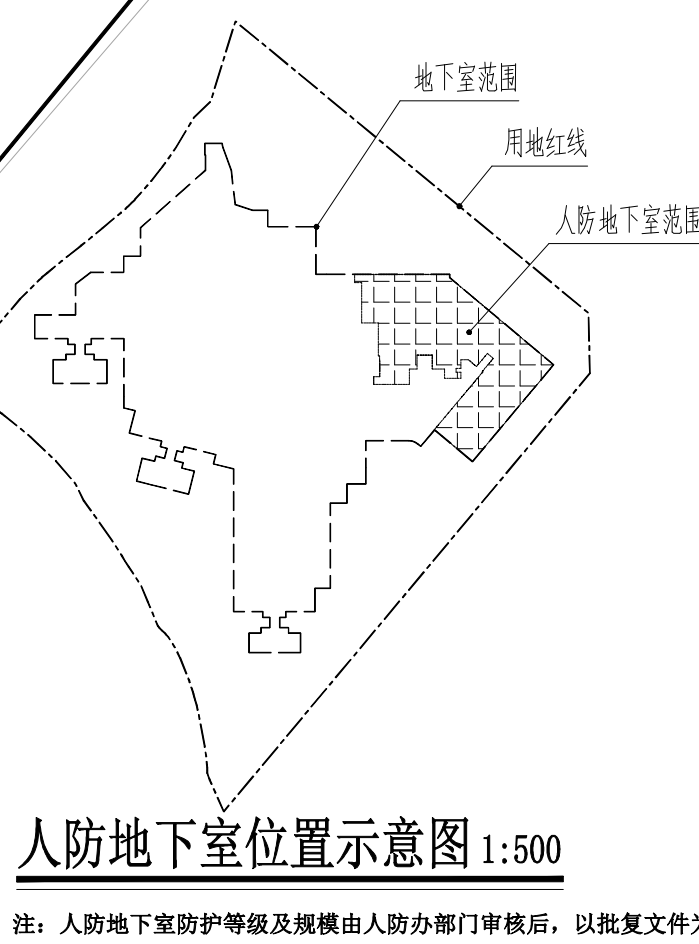 地下室范围
用地红线
人防地下室范围
人防地下室位置示意图 1:500
注：人防地下室防护等级及规模由人防办部门审核后，以批复文件为